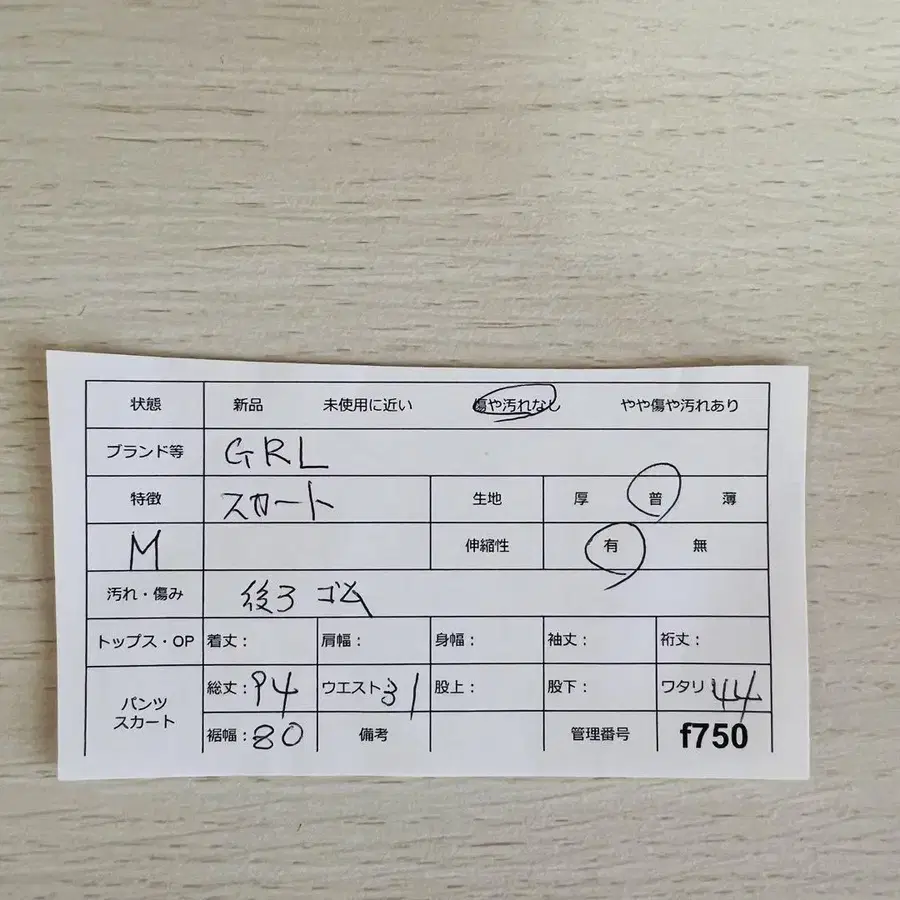 状態 新品 未使用に近い 傷や汚れなし やや傷や汚れあり
ブランド等 GRL
特徴 スカート 生地 厚 普 薄
M 伸縮性 有 無
汚れ・傷み 後ろ ゴム
トップス・OP 着丈： 肩幅： 身幅： 袖丈： 裄丈：
パンツ スカート 総丈：94 ウエスト：31 股上： 股下： ワタリ：44
裾幅：80 備考 管理番号 f750